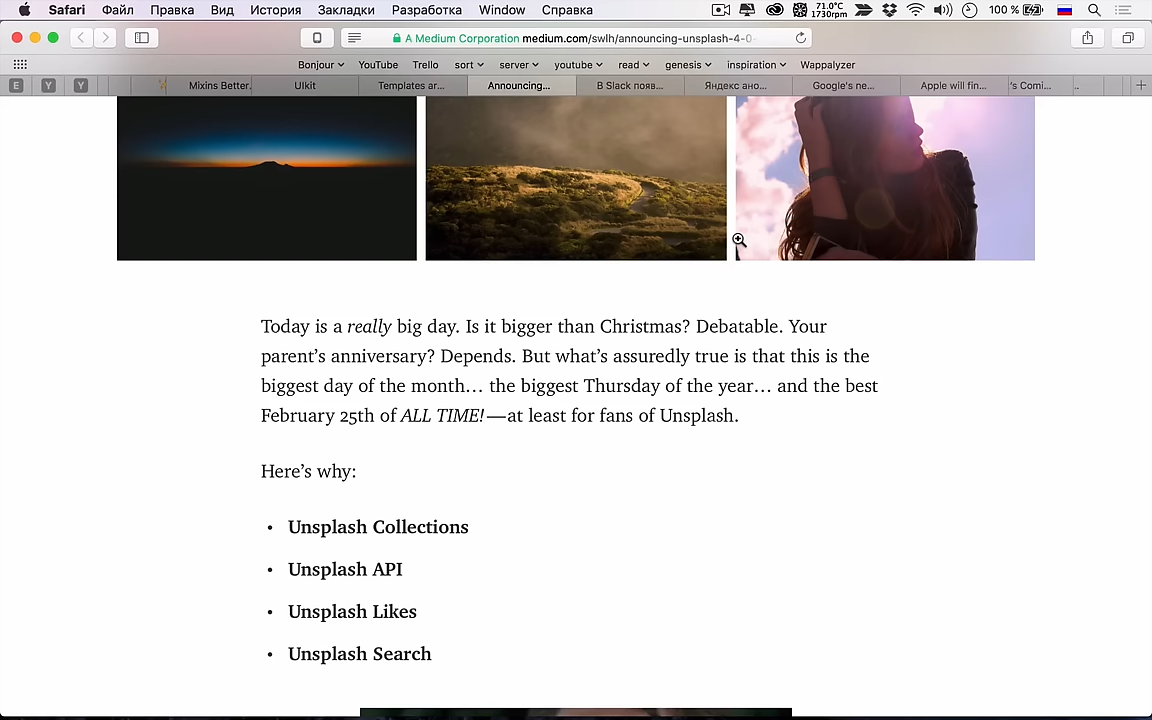 Safari Файл Правка Вид История Закладки Разработка Window Справка 71.0°C 1730rpm 100 %
A Medium Corporation medium.com/swlh/announcing-unsplash-4-0-
Bonjour YouTube Trello sort server youtube read genesis inspiration Wappalyzer
E Y Y Mixins Better. UIkit Templates ar... Announcing... В Slack появ... Яндекс ано... Google's ne... Apple will fin... 's Comi... ..
Today is a really big day. Is it bigger than Christmas? Debatable. Your
parent’s anniversary? Depends. But what’s assuredly true is that this is the
biggest day of the month… the biggest Thursday of the year… and the best
February 25th of ALL TIME! — at least for fans of Unsplash.
Here’s why:
• Unsplash Collections
• Unsplash API
• Unsplash Likes
• Unsplash Search